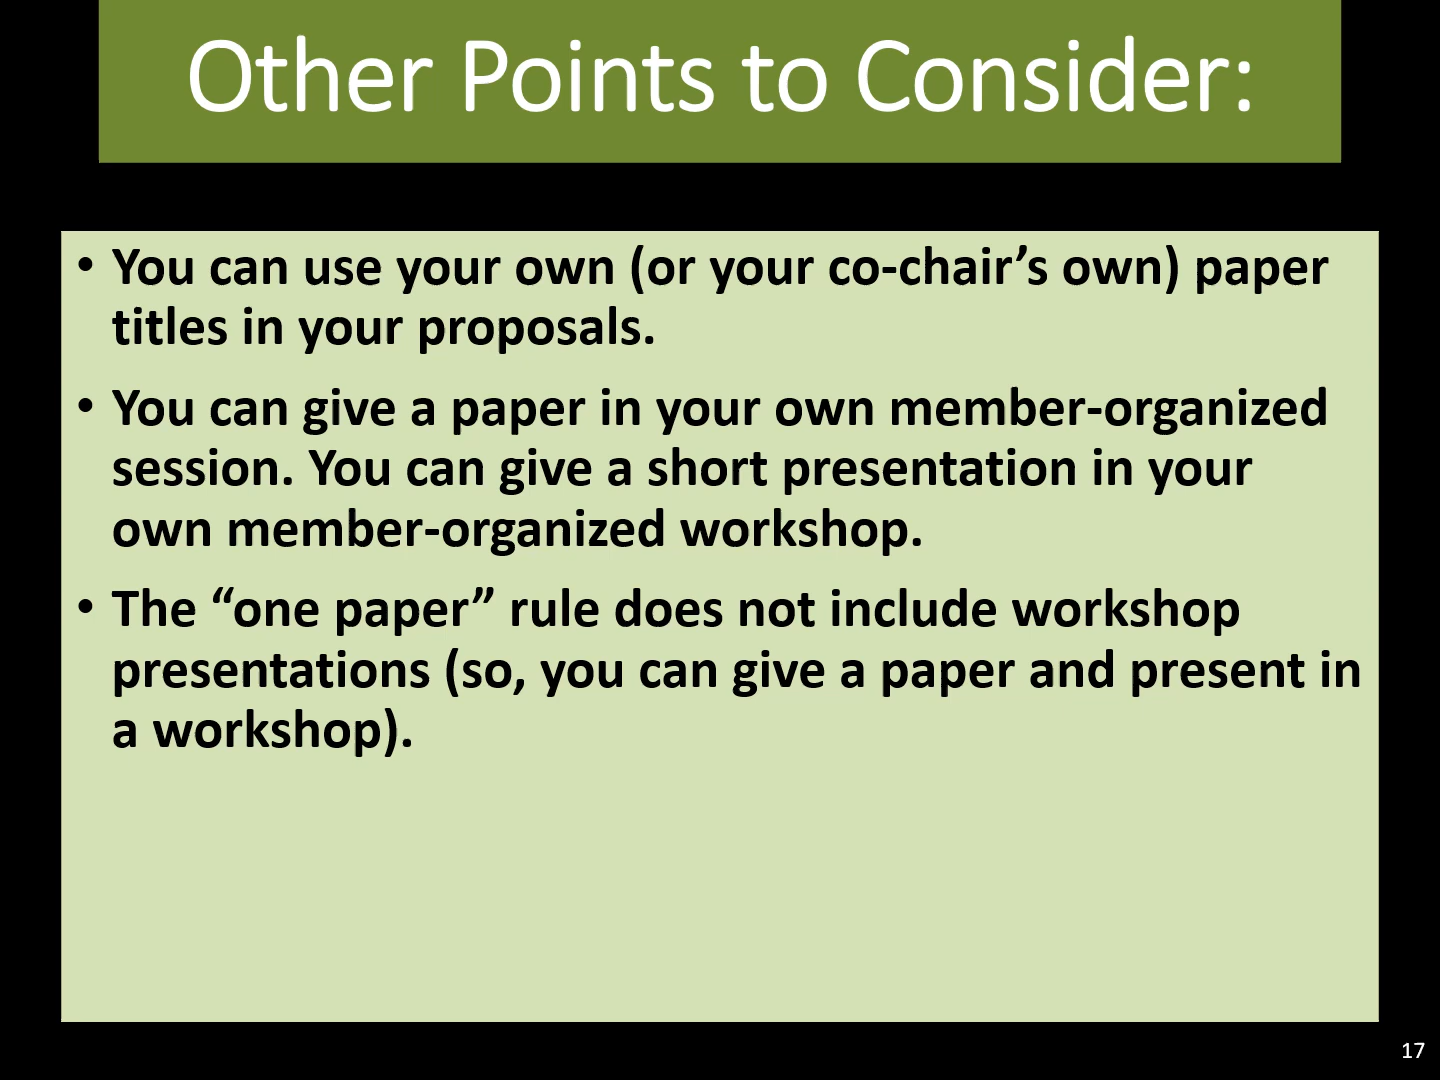 Other Points to Consider:
• You can use your own (or your co-chair’s own) paper
titles in your proposals.
• You can give a paper in your own member-organized
session. You can give a short presentation in your
own member-organized workshop.
• The “one paper” rule does not include workshop
presentations (so, you can give a paper and present in
a workshop).
17